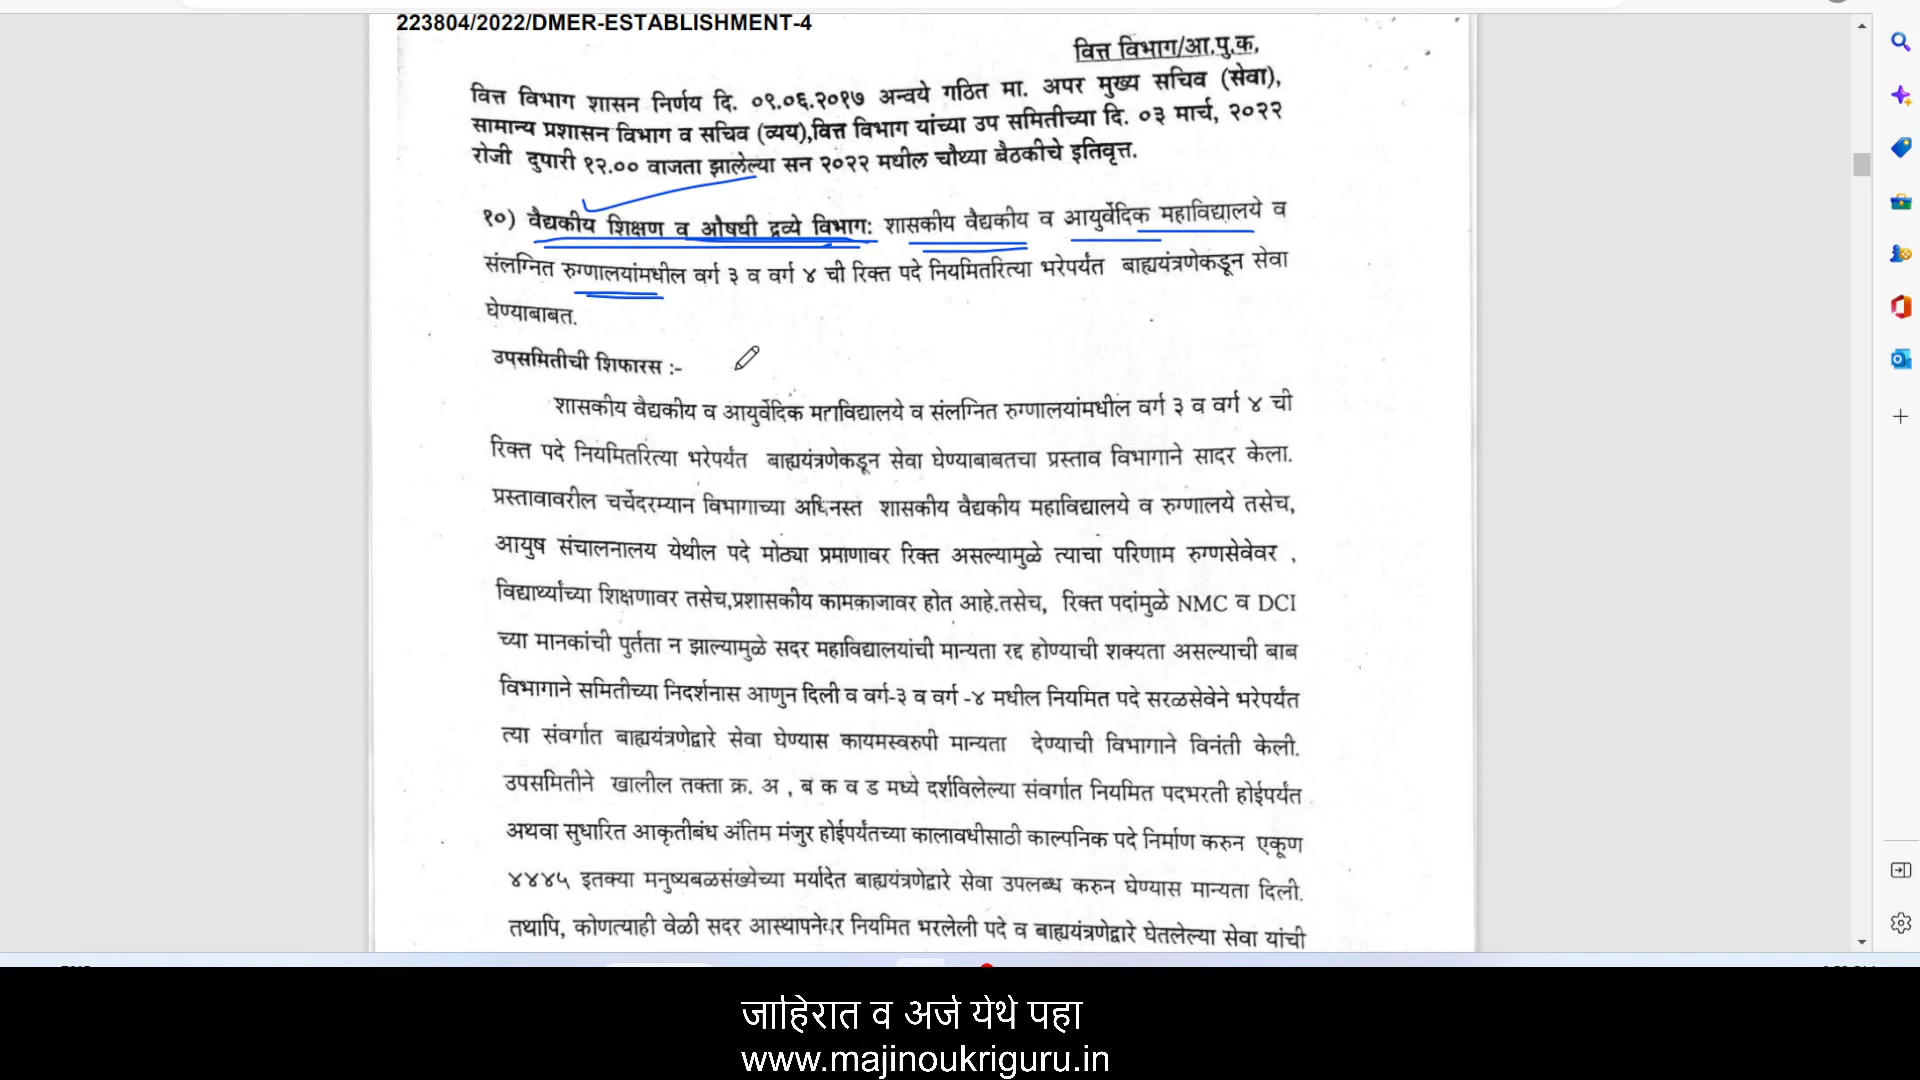 223804/2022/DMER-ESTABLISHMENT-4
वित्त विभाग/आ.पु.क.
वित्त विभाग शासन निर्णय दि. ०९.०६.२०१७ अन्वये गठित मा. अपर मुख्य सचिव (सेवा),
सामान्य प्रशासन विभाग व सचिव (व्यय),वित्त विभाग यांच्या उप समितीच्या दि. ०३ मार्च, २०२२
रोजी दुपारी १२.०० वाजता झालेल्या सन २०२२ मधील चौथ्या बैठकीचे इतिवृत्त.
१०) वैद्यकीय शिक्षण व औषधी द्रव्ये विभाग: शासकीय वैद्यकीय व आयुर्वेदिक महाविद्यालये व
संलग्नित रुग्णालयांमधील वर्ग ३ व वर्ग ४ ची रिक्त पदे नियमितरित्या भरेपर्यंत बाह्ययंत्रणेकडून सेवा
घेण्याबाबत.
उपसमितीची शिफारस :-
शासकीय वैद्यकीय व आयुर्वेदिक महाविद्यालये व संलग्नित रुग्णालयांमधील वर्ग ३ व वर्ग ४ ची
रिक्त पदे नियमितरित्या भरेपर्यंत बाह्ययंत्रणेकडून सेवा घेण्याबाबतचा प्रस्ताव विभागाने सादर केला.
प्रस्तावावरील चर्चेदरम्यान विभागाच्या अधिनस्त शासकीय वैद्यकीय महाविद्यालये व रुग्णालये तसेच,
आयुष संचालनालय येथील पदे मोठ्या प्रमाणावर रिक्त असल्यामुळे त्याचा परिणाम रुग्णसेवेवर ,
विद्यार्थ्यांच्या शिक्षणावर तसेच,प्रशासकीय कामकाजावर होत आहे.तसेच, रिक्त पदांमुळे NMC व DCI
च्या मानकांची पुर्तता न झाल्यामुळे सदर महाविद्यालयांची मान्यता रद्द होण्याची शक्यता असल्याची बाब
विभागाने समितीच्या निदर्शनास आणुन दिली व वर्ग-३ व वर्ग -४ मधील नियमित पदे सरळसेवेने भरेपर्यंत
त्या संवर्गात बाह्ययंत्रणेद्वारे सेवा घेण्यास कायमस्वरुपी मान्यता देण्याची विभागाने विनंती केली.
उपसमितीने खालील तक्ता क्र. अ , ब क व ड मध्ये दर्शविलेल्या संवर्गात नियमित पदभरती होईपर्यंत
अथवा सुधारित आकृतीबंध अंतिम मंजुर होईपर्यंतच्या कालावधीसाठी काल्पनिक पदे निर्माण करुन एकूण
४४४५ इतक्या मनुष्यबळसंख्येच्या मर्यादेत बाह्ययंत्रणेद्वारे सेवा उपलब्ध करुन घेण्यास मान्यता दिली.
तथापि, कोणत्याही वेळी सदर आस्थापनेवर नियमित भरलेली पदे व बाह्ययंत्रणेद्वारे घेतलेल्या सेवा यांची
जाहिरात व अर्ज येथे पहा
www.majinoukriguru.in